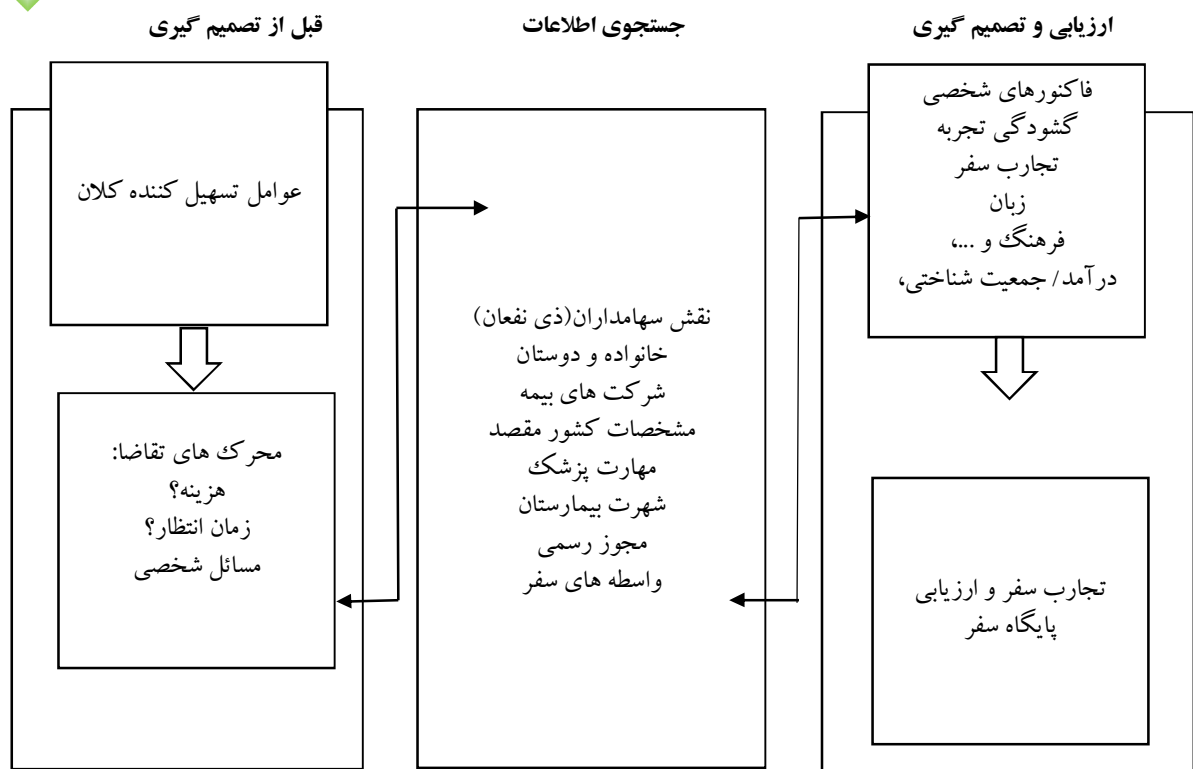 ارزیابی و تصمیم گیری
جستجوی اطلاعات
قبل از تصمیم گیری
فاکنورهای شخصی
گشودگی تجربه
تجارب سفر
زبان
فرهنگ و ...،
درآمد/ جمعیت شناختی،
تجارب سفر و ارزیابی
پایگاه سفر
نقش سهامداران(ذی نفعان)
خانواده و دوستان
شرکت های بیمه
مشخصات کشور مقصد
مهارت پزشک
شهرت بیمارستان
مجوز رسمی
واسطه های سفر
عوامل تسهیل کننده کلان
محرک های تقاضا:
هزینه؟
زمان انتظار؟
مسائل شخصی